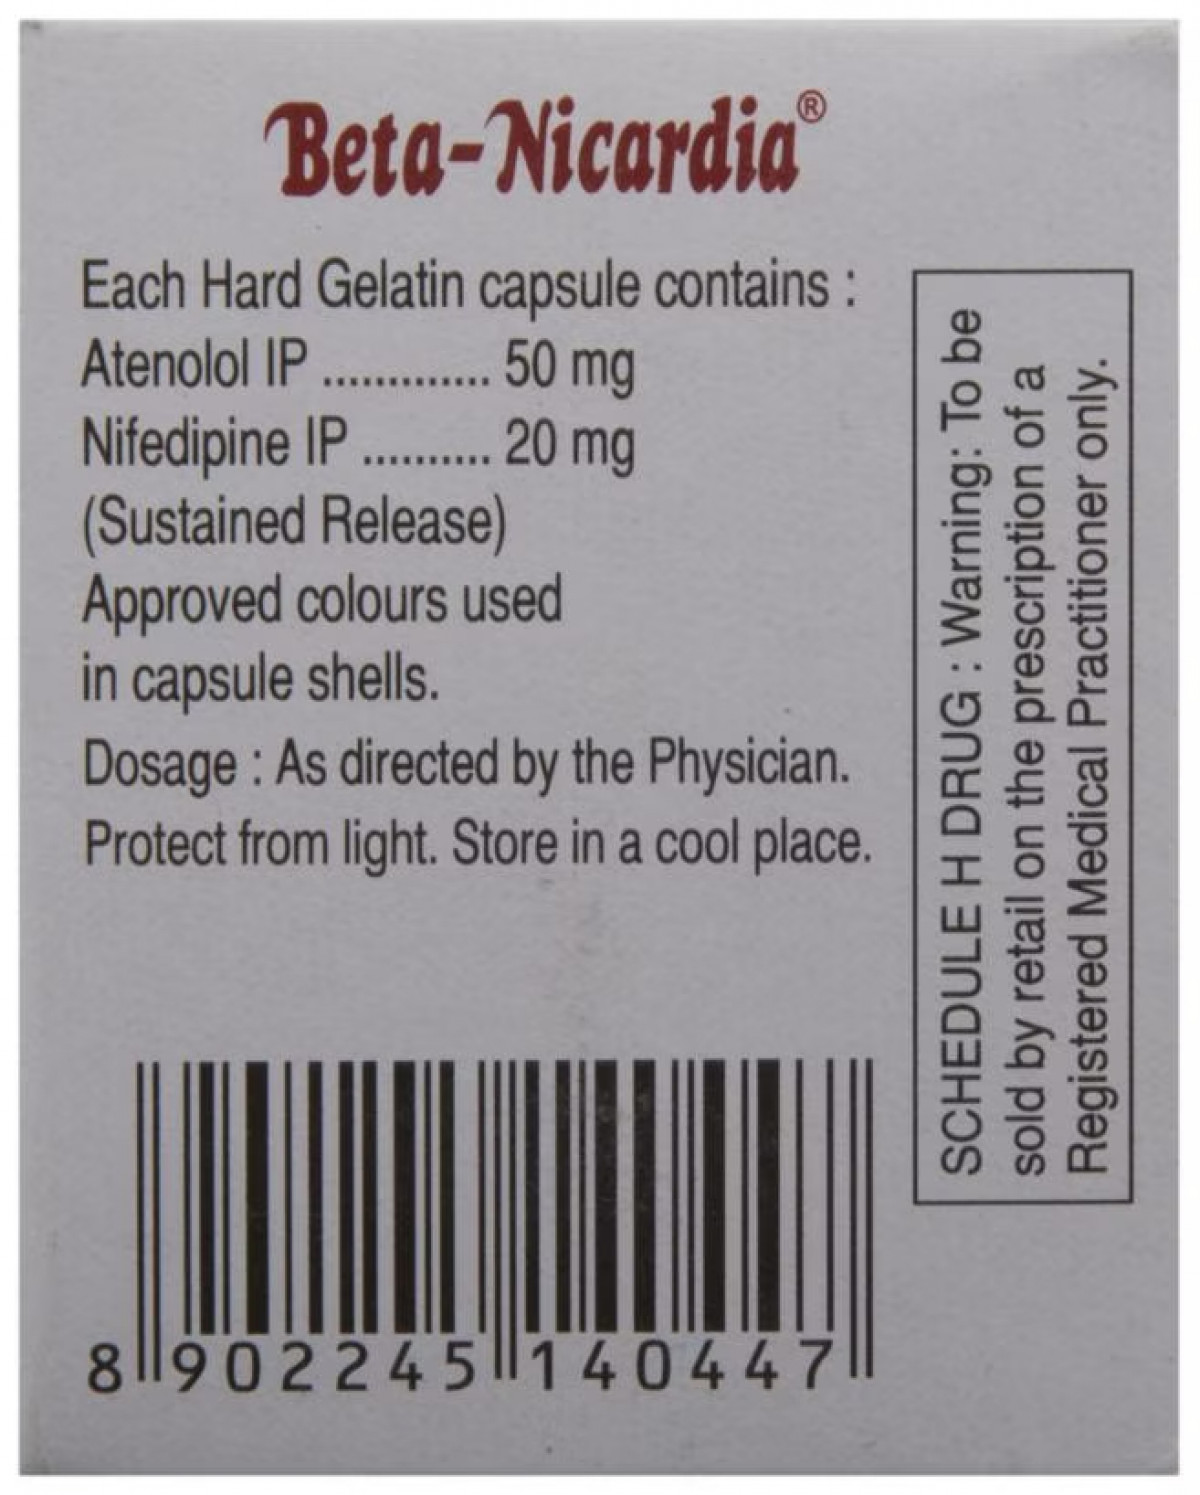 Beta-Nicardia®
Each Hard Gelatin capsule contains :
Atenolol IP ............. 50 mg
Nifedipine IP .......... 20 mg
(Sustained Release)
Approved colours used
in capsule shells.
Dosage : As directed by the Physician.
Protect from light. Store in a cool place.
SCHEDULE H DRUG : Warning: To be
sold by retail on the prescription of a
Registered Medical Practitioner only.
8 902245 140447